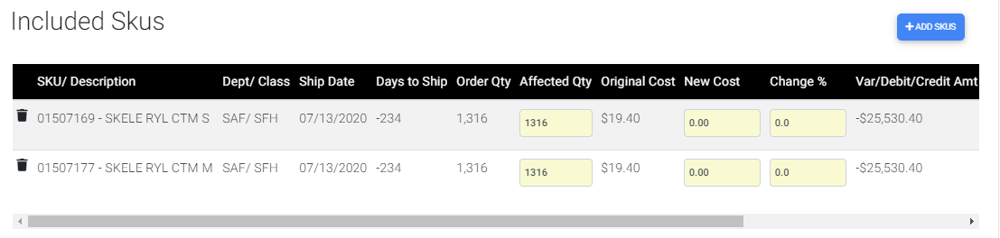 Included Skus
+ ADD SKUS
SKU/ Description Dept/ Class Ship Date Days to Ship Order Qty Affected Qty Original Cost New Cost Change % Var/Debit/Credit Amt
01507169 - SKELE RYL CTM S SAF/ SFH 07/13/2020 -234 1,316 1316 $19.40 0.00 0.0 -$25,530.40
01507177 - SKELE RYL CTM M SAF/ SFH 07/13/2020 -234 1,316 1316 $19.40 0.00 0.0 -$25,530.40